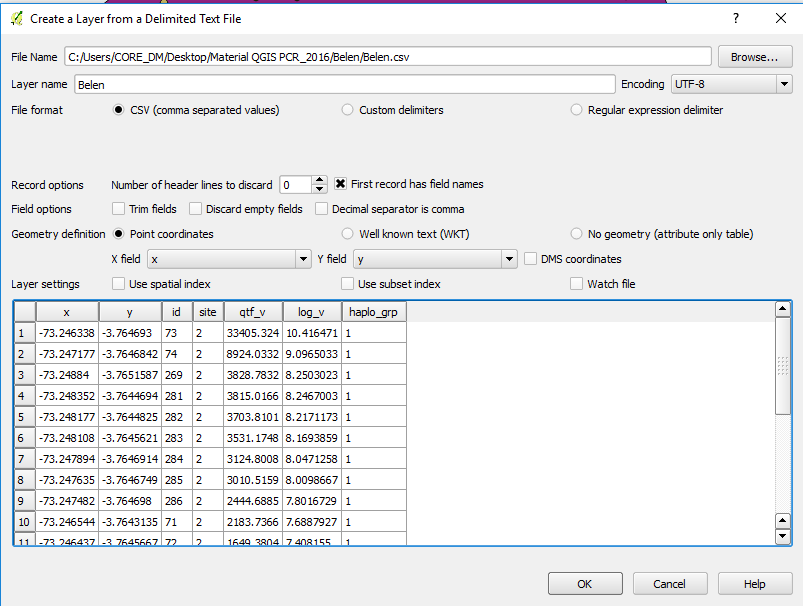 Create a Layer from a Delimited Text File ?
File Name C:/Users/CORE_DM/Desktop/Material QGIS PCR_2016/Belen/Belen.csv Browse...
Layer name Belen Encoding UTF-8
File format CSV (comma separated values) Custom delimiters Regular expression delimiter
Record options Number of header lines to discard 0 First record has field names
Field options Trim fields Discard empty fields Decimal separator is comma
Geometry definition Point coordinates Well known text (WKT) No geometry (attribute only table)
X field x Y field y DMS coordinates
Layer settings Use spatial index Use subset index Watch file
x y id site qtf_v log_v haplo_grp
1 -73.246338 -3.764693 73 2 33405.324 10.416471 1
2 -73.247177 -3.7646842 74 2 8924.0332 9.0965033 1
3 -73.24884 -3.7651587 269 2 3828.7832 8.2503023 1
4 -73.248352 -3.7644694 281 2 3815.0166 8.2467003 1
5 -73.248177 -3.7644825 282 2 3703.8101 8.2171173 1
6 -73.248108 -3.7645621 283 2 3531.1748 8.1693859 1
7 -73.247894 -3.7646914 284 2 3124.8008 8.0471258 1
8 -73.247635 -3.7646749 285 2 3010.5159 8.0098667 1
9 -73.247482 -3.764698 286 2 2444.6885 7.8016729 1
10 -73.246544 -3.7643135 71 2 2183.7366 7.6887927 1
11 -73.246437 -3.7645667 72 2 1649.3804 7.408155 1
OK Cancel Help